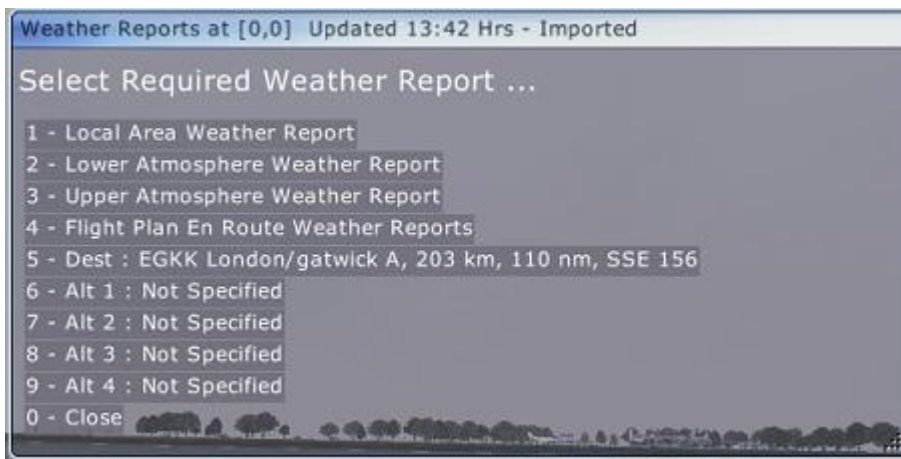 Weather Reports at [0,0]  Updated 13:42 Hrs - Imported
Select Required Weather Report ...
1 - Local Area Weather Report
2 - Lower Atmosphere Weather Report
3 - Upper Atmosphere Weather Report
4 - Flight Plan En Route Weather Reports
5 - Dest : EGKK London/gatwick A, 203 km, 110 nm, SSE 156
6 - Alt 1 : Not Specified
7 - Alt 2 : Not Specified
8 - Alt 3 : Not Specified
9 - Alt 4 : Not Specified
0 - Close